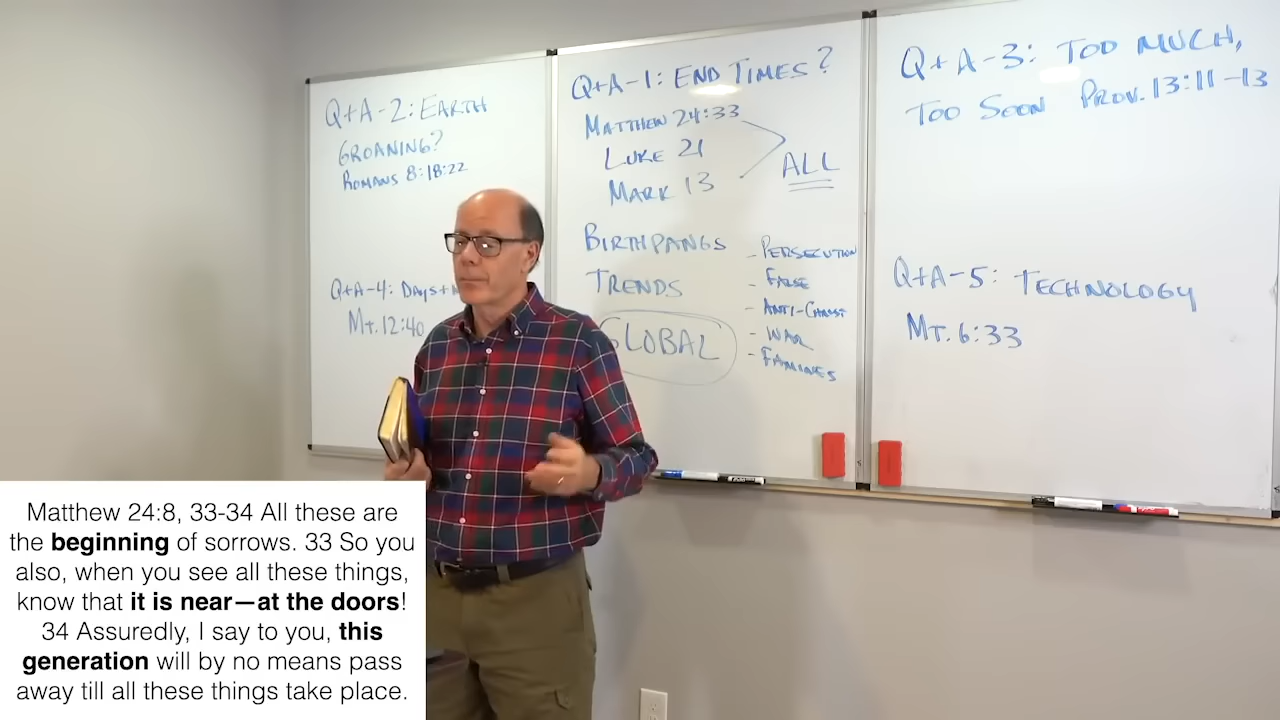 Q+A-2: EARTH
GROANING?
ROMANS 8:18-22
Q+A-4: DAYS+
MT. 12:40
Q+A-1: END TIMES?
MATTHEW 24:33
LUKE 21
MARK 13
ALL
BIRTHPANGS
TRENDS
GLOBAL
- PERSECUTION
- FALSE
- ANTI-CHRIST
- WAR
- FAMINES
Q+A-3: TOO MUCH,
TOO SOON PROV. 13:11-13
Q+A-5: TECHNOLOGY
MT. 6:33
Matthew 24:8, 33-34 All these are
the beginning of sorrows. 33 So you
also, when you see all these things,
know that it is near—at the doors!
34 Assuredly, I say to you, this
generation will by no means pass
away till all these things take place.